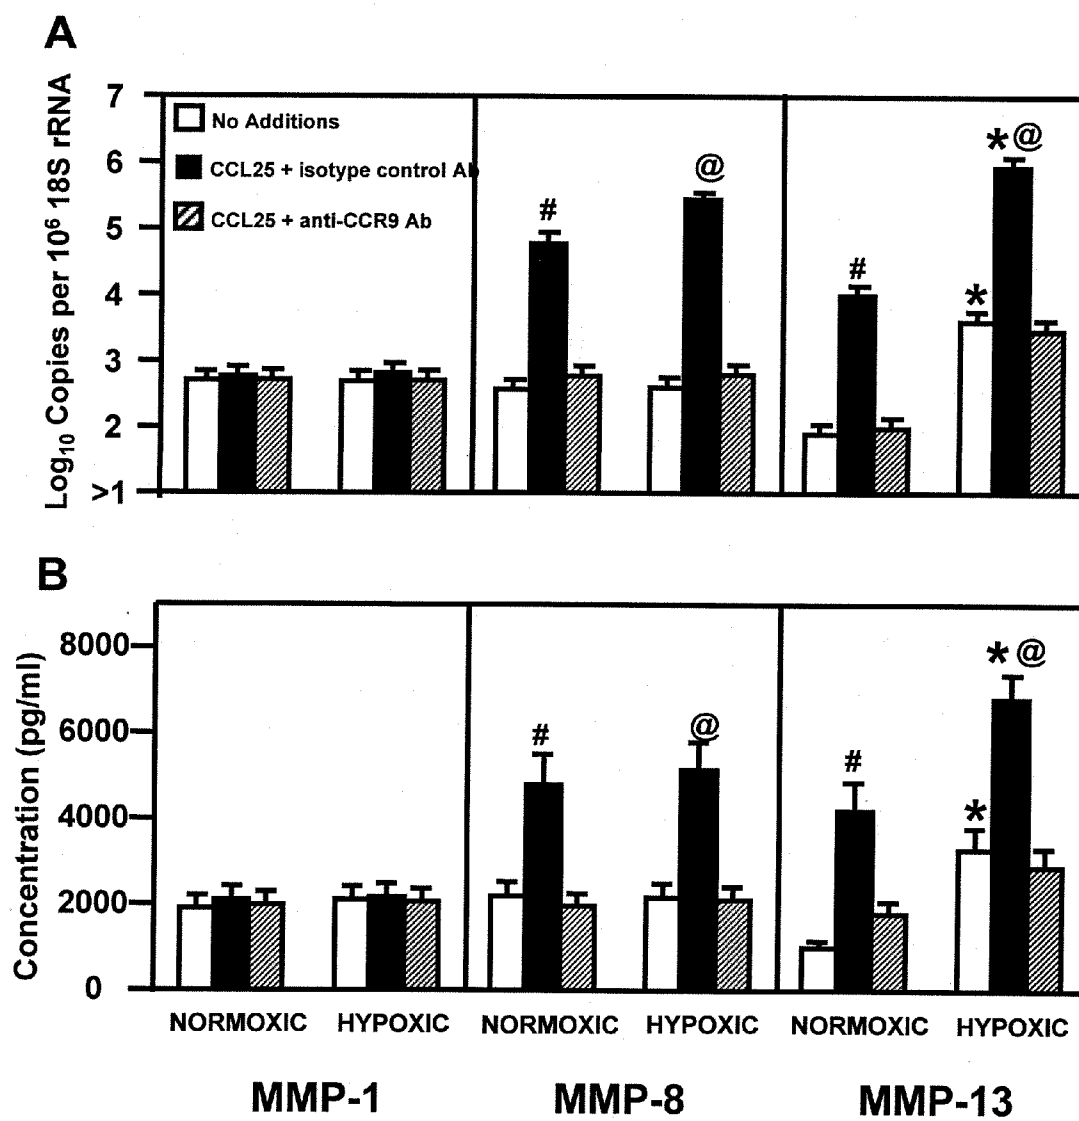 A
Log10 Copies per 10^6 18S rRNA
7
6
5
4
3
2
>1
No Additions
CCL25 + isotype control Ab
CCL25 + anti-CCR9 Ab
#
@
#
*
* @
B
Concentration (pg/ml)
8000
6000
4000
2000
0
#
@
#
*
* @
NORMOXIC HYPOXIC NORMOXIC HYPOXIC NORMOXIC HYPOXIC
MMP-1 MMP-8 MMP-13